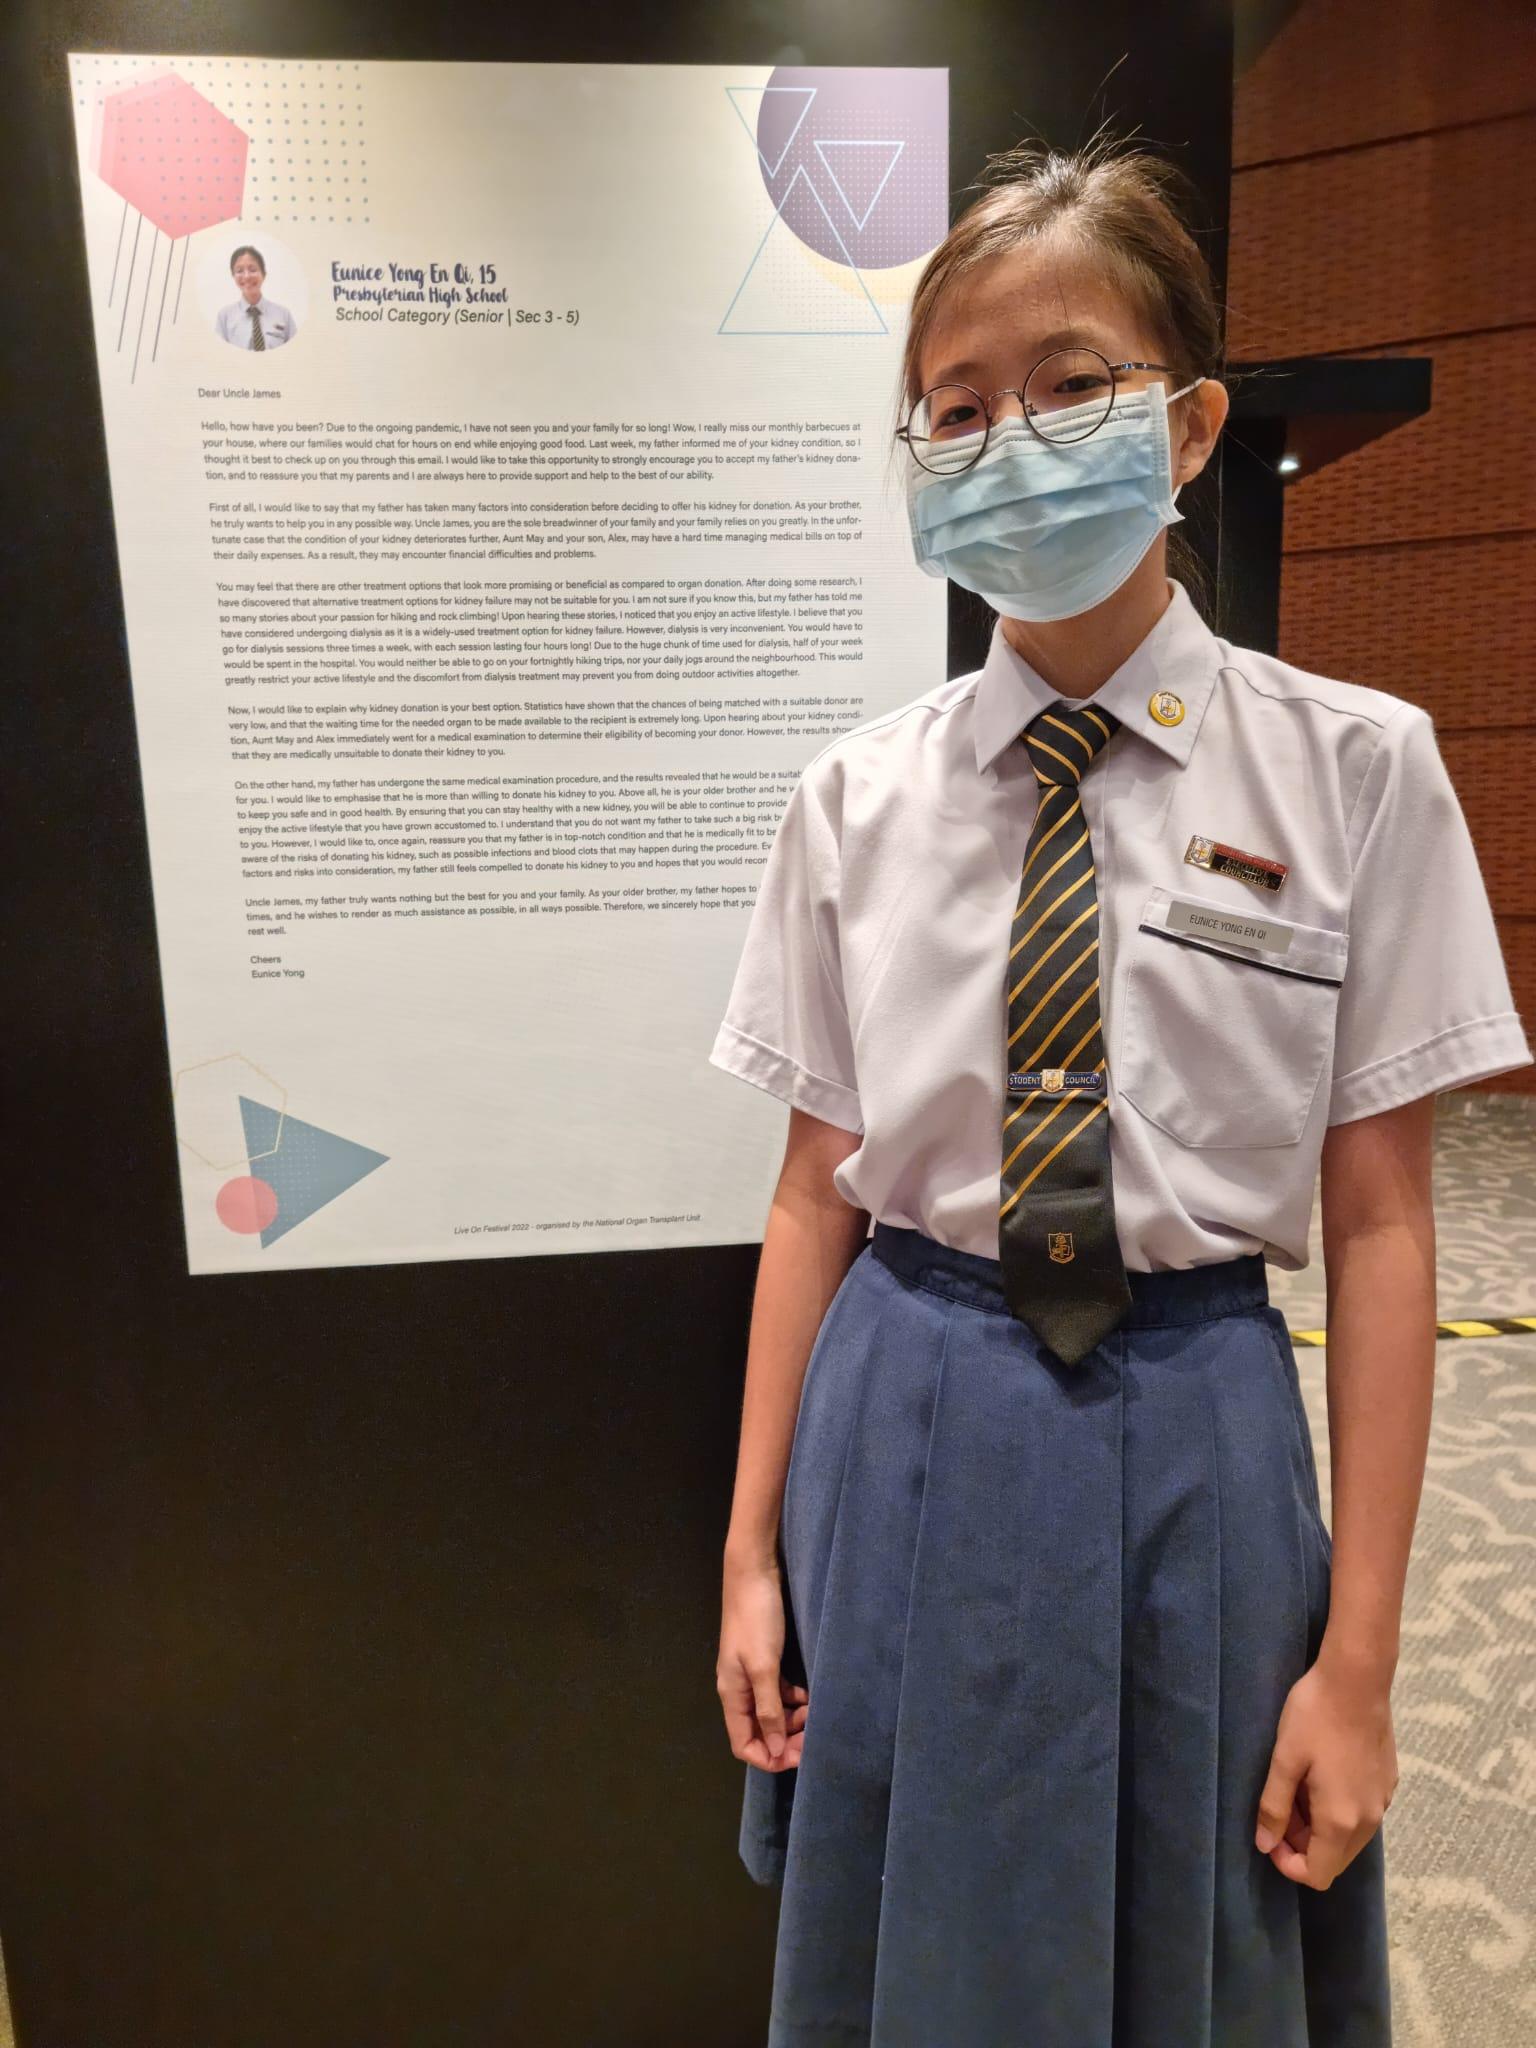 Eunice Yong En Qi, 15
Presbyterian High School
School Category (Senior | Sec 3 - 5)
Dear Uncle James
Hello, how have you been? Due to the ongoing pandemic, I have not seen you and your family for so long! Wow, I really miss our monthly barbecues at
your house, where our families would chat for hours on end while enjoying good food. Last week, my father informed me of your kidney condition, so I
thought it best to check up on you through this email. I would like to take this opportunity to strongly encourage you to accept my father's kidney dona-
tion, and to reassure you that my parents and I are always here to provide support and help to the best of our ability.
First of all, I would like to say that my father has taken many factors into consideration before deciding to offer his kidney for donation. As your brother,
he truly wants to help you in any possible way. Uncle James, you are the sole breadwinner of your family and your family relies on you greatly. In the unfor-
tunate case that the condition of your kidney deteriorates further, Aunt May and your son, Alex, may have a hard time managing medical bills on top of
their daily expenses. As a result, they may encounter financial difficulties and problems.
You may feel that there are other treatment options that look more promising or beneficial as compared to organ donation. After doing some research, I
have discovered that alternative treatment options for kidney failure may not be suitable for you. I am not sure if you know this, but my father has told me
so many stories about your passion for hiking and rock climbing! Upon hearing these stories, I noticed that you enjoy an active lifestyle. I believe that you
have considered undergoing dialysis as it is a widely-used treatment option for kidney failure. However, dialysis is very inconvenient. You would have to
go for dialysis sessions three times a week, with each session lasting four hours long! Due to the huge chunk of time used for dialysis, half of your week
would be spent in the hospital. You would neither be able to go on your fortnightly hiking trips, nor your daily jogs around the neighbourhood. This would
greatly restrict your active lifestyle and the discomfort from dialysis treatment may prevent you from doing outdoor activities altogether.
Now, I would like to explain why kidney donation is your best option. Statistics have shown that the chances of being matched with a suitable donor are
very low, and that the waiting time for the needed organ to be made available to the recipient is extremely long. Upon hearing about your kidney condi-
tion, Aunt May and Alex immediately went for a medical examination to determine their eligibility of becoming your donor. However, the results
that they are medically unsuitable to donate their kidney to you.
On the other hand, my father has undergone the same medical examination procedure, and the results revealed that he would be a
for you. I would like to emphasise that he is more than willing to donate his kidney to you. Above all, he is your older brother and he
to keep you safe and in good health. By ensuring that you can stay healthy with a new kidney, you will be able to continue to provide
enjoy the active lifestyle that you have grown accustomed to. I understand that you do not want my father to take such a big risk
to you. However, I would like to, once again, reassure you that my father is in top-notch condition and that he is medically fit to
aware of the risks of donating his kidney, such as possible infections and blood clots that may happen during the procedure.
factors and risks into consideration, my father still feels compelled to donate his kidney to you and hopes that you would
Uncle James, my father truly wants nothing but the best for you and your family. As your older brother, my father hopes to
times, and he wishes to render as much assistance as possible, in all ways possible. Therefore, we sincerely hope that you
rest well.
Cheers
Eunice Yong
Live On Festival 2022 - organised by the National Organ Transplant Unit
COUNCILLOR
EUNICE YONG EN QI
STUDENT COUNCIL